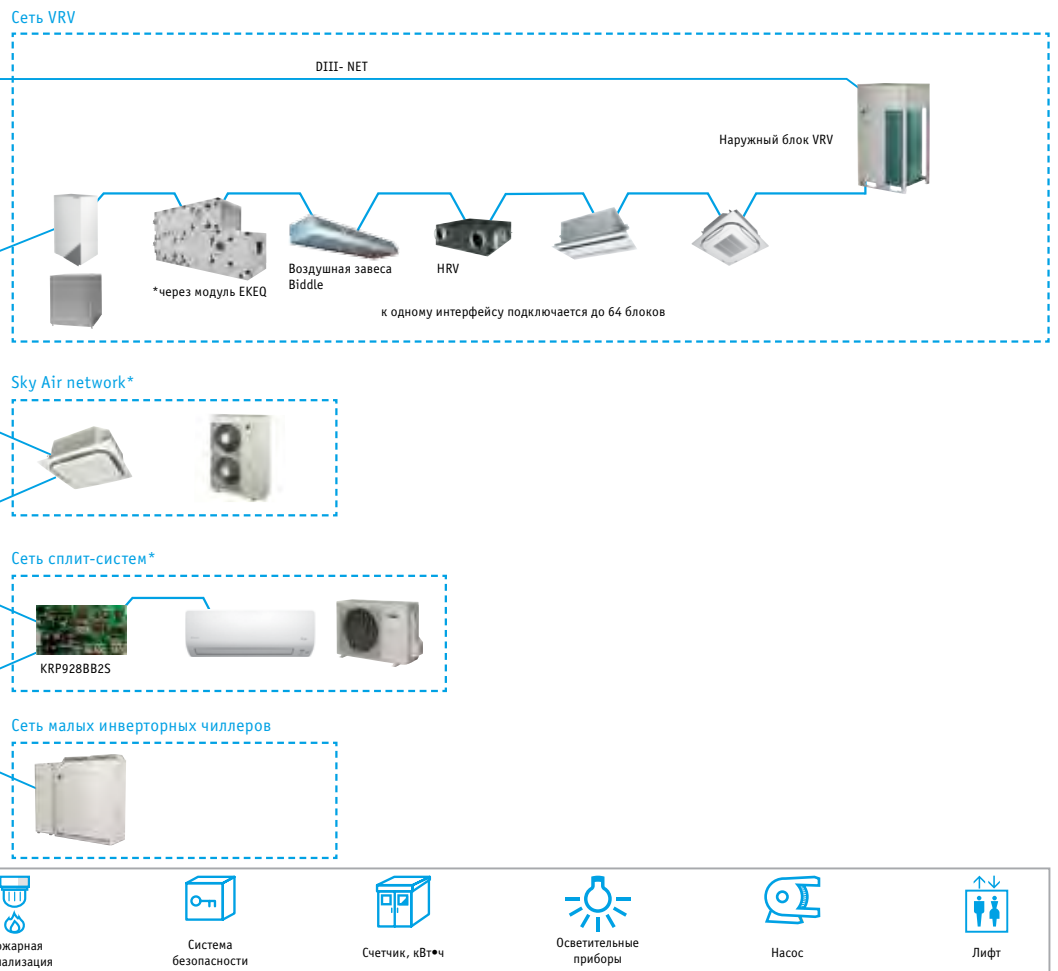 Сеть VRV
DIII- NET
Наружный блок VRV
Воздушная завеса
Biddle
HRV
*через модуль EKEQ
к одному интерфейсу подключается до 64 блоков
Sky Air network*
Сеть сплит-систем*
KRP928BB2S
Сеть малых инверторных чиллеров
Система
безопасности
Счетчик, кВт•ч
Осветительные
приборы
Насос
Лифт